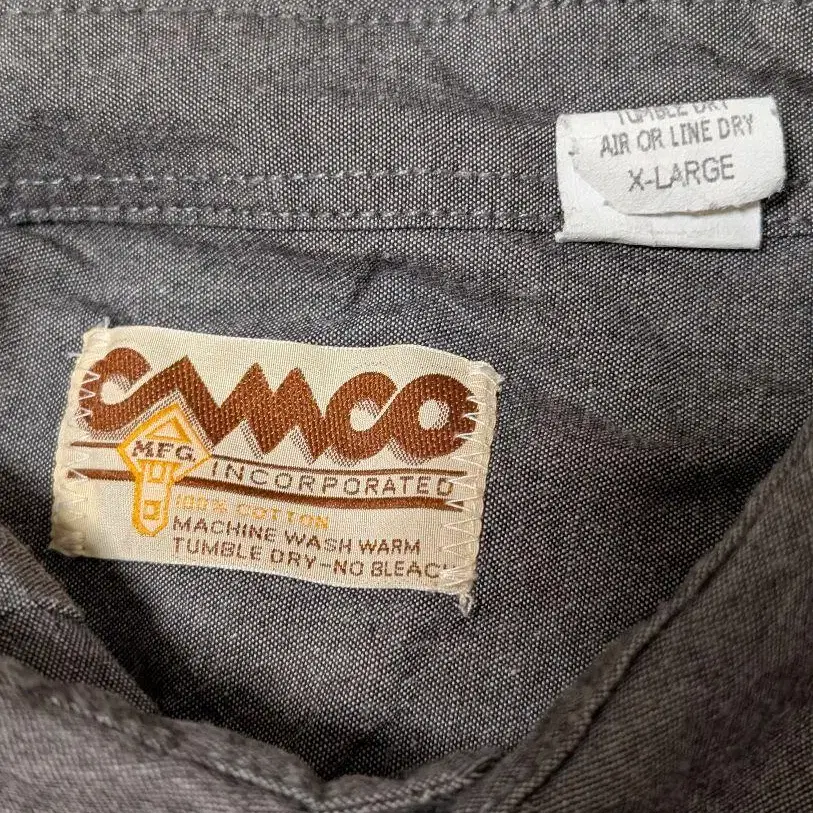 TUMBLE DRY
AIR OR LINE DRY
X-LARGE
CAMCO
MFG.
INCORPORATED
100% COTTON
MACHINE WASH WARM
TUMBLE DRY-NO BLEACH